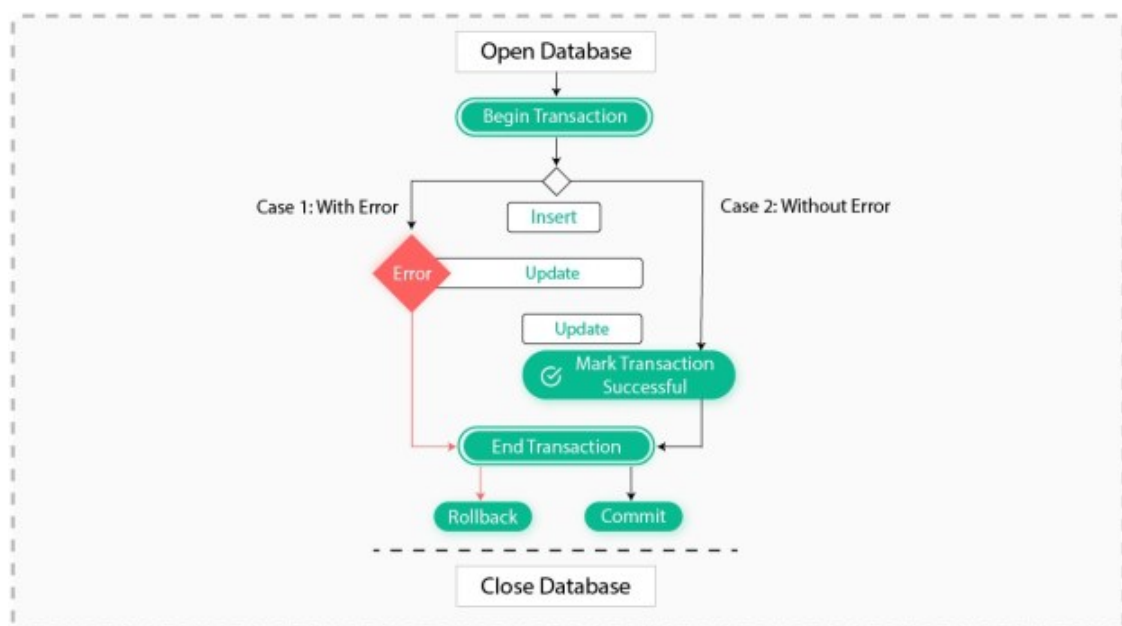 Open Database
Begin Transaction
Case 1: With Error
Insert
Case 2: Without Error
Error
Update
Update
Mark Transaction
Successful
End Transaction
Rollback
Commit
Close Database